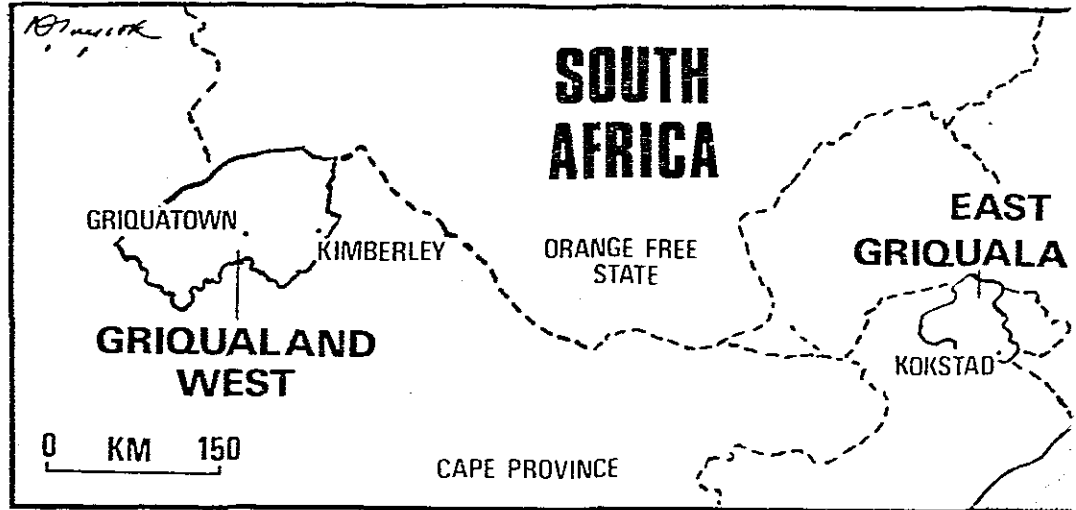 SOUTH
AFRICA
GRIQUATOWN
KIMBERLEY
ORANGE FREE
STATE
EAST
GRIQUALA
GRIQUALAND
WEST
KOKSTAD
0 KM 150
CAPE PROVINCE